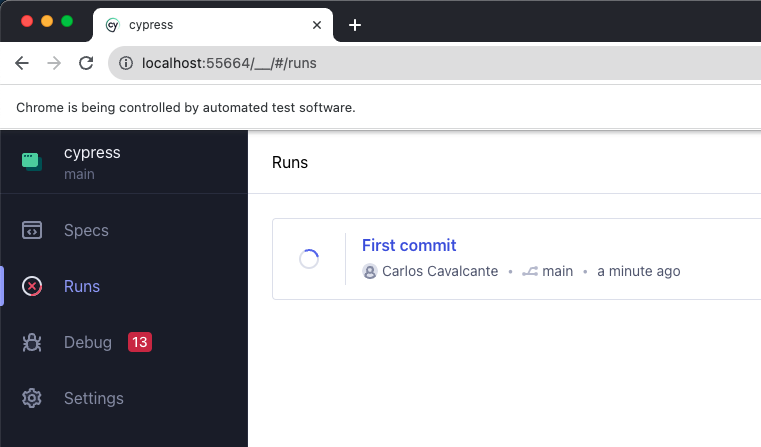 cypress
localhost:55664/__/#/runs
Chrome is being controlled by automated test software.
cypress
main
Specs
Runs
Debug 13
Settings
Runs
First commit
Carlos Cavalcante • main • a minute ago